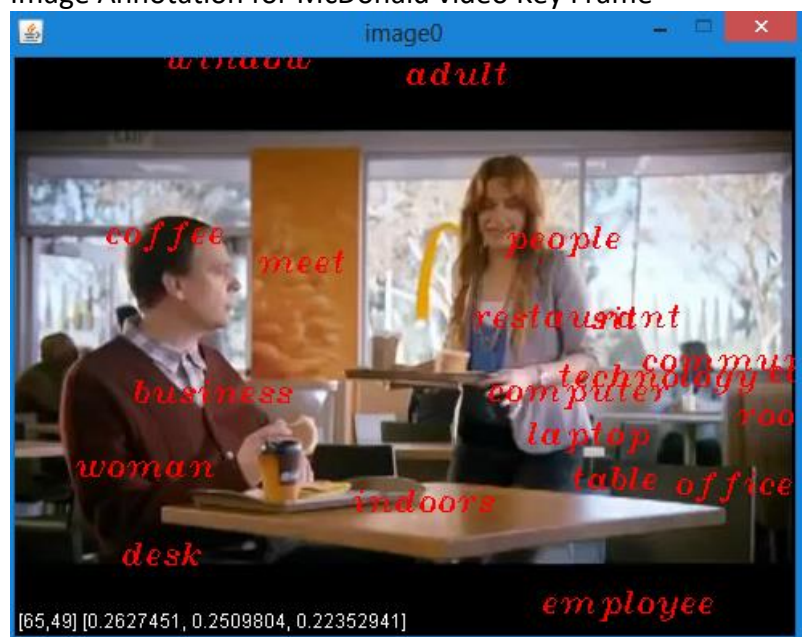 Image Annotation for McDonald Video Key Frame
image0
window
adult
coffee
people
meet
restaurant
technology
business
computer
laptop
woman
table
office
indoors
desk
employee
[65,49] [0.2627451, 0.2509804, 0.22352941]